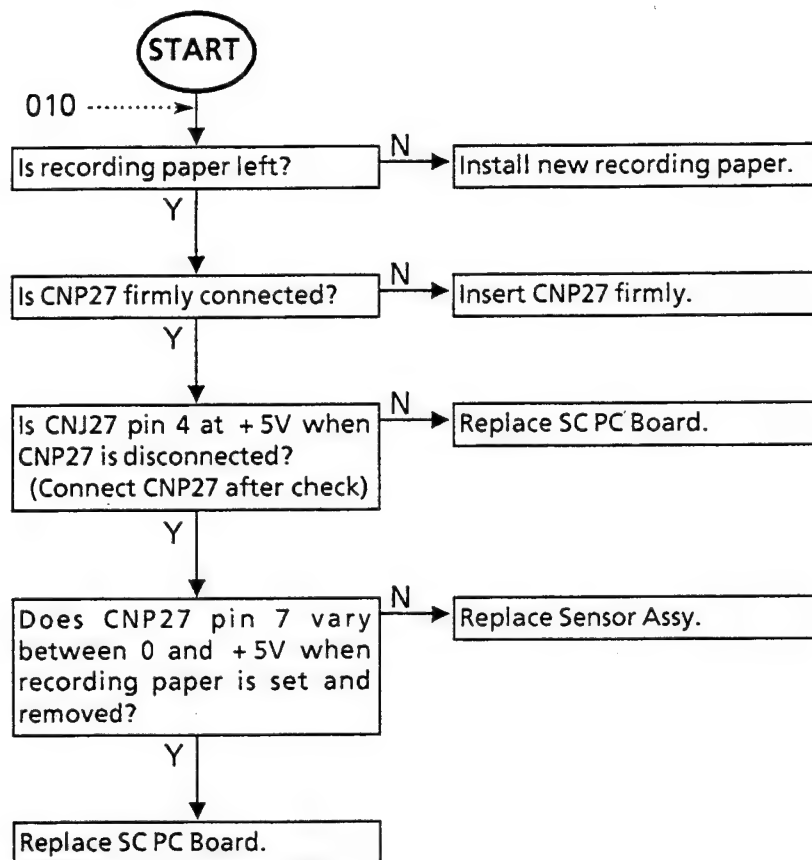 START
010
Is recording paper left?
N
Install new recording paper.
Y
Is CNP27 firmly connected?
N
Insert CNP27 firmly.
Y
Is CNJ27 pin 4 at +5V when
CNP27 is disconnected?
(Connect CNP27 after check)
N
Replace SC PC Board.
Y
Does CNP27 pin 7 vary
between 0 and +5V when
recording paper is set and
removed?
N
Replace Sensor Assy.
Y
Replace SC PC Board.